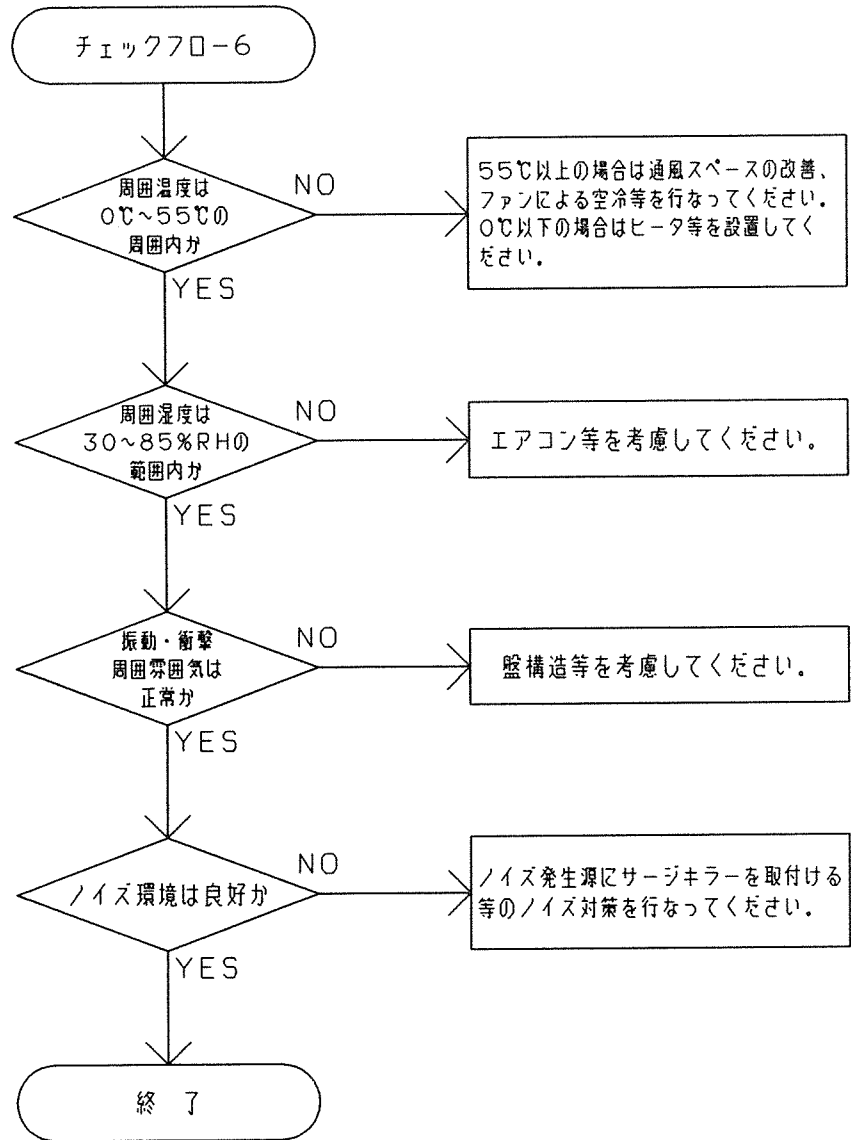 チェックフロー6
周囲温度は
0℃~55℃の
周囲内か
NO
55℃以上の場合は通風スペースの改善、
ファンによる空冷等を行なってください.
0℃以下の場合はヒータ等を設置してく
ださい.
YES
周囲湿度は
30~85%RHの
範囲内か
NO
エアコン等を考慮してください.
YES
振動・衝撃
周囲雰囲気は
正常か
NO
盤構造等を考慮してください.
YES
ノイズ環境は良好か
NO
ノイズ発生源にサージキラーを取付ける
等のノイズ対策を行なってください.
YES
終 了